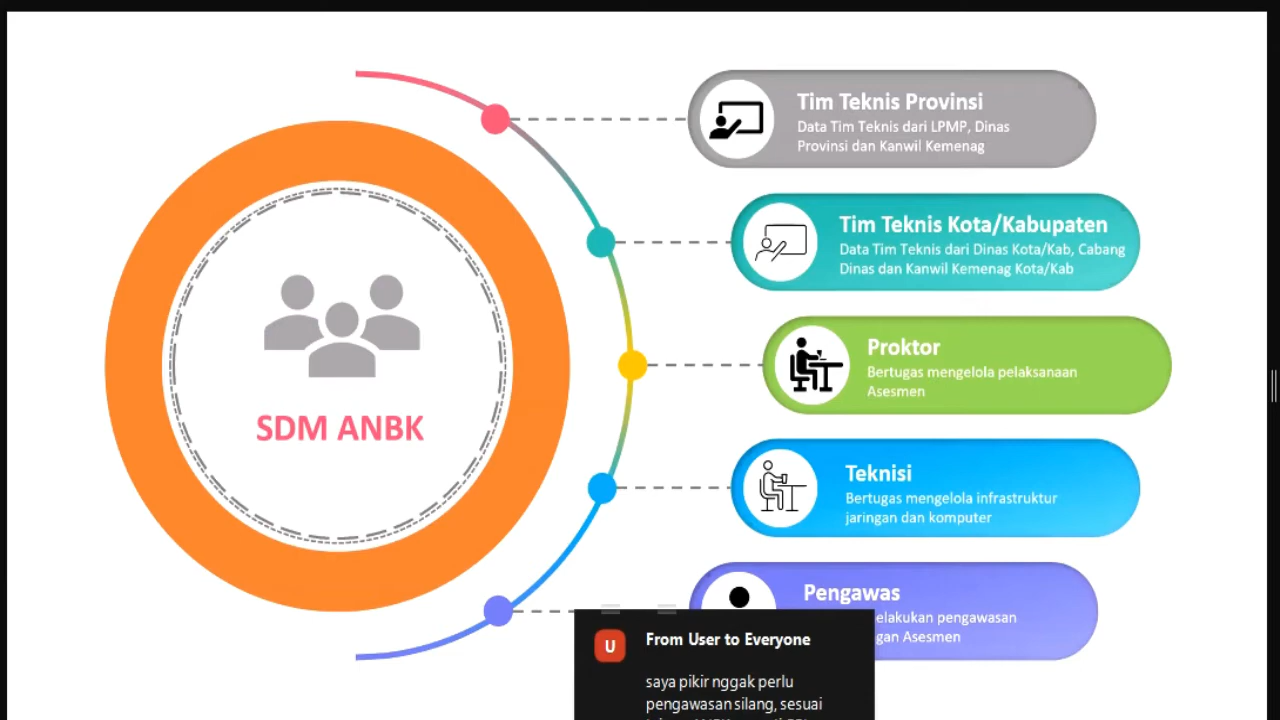 Tim Teknis Provinsi
Data Tim Teknis dari LPMP, Dinas
Provinsi dan Kanwil Kemenag
Tim Teknis Kota/Kabupaten
Data Tim Teknis dari Dinas Kota/Kab, Cabang
Dinas dan Kanwil Kemenag Kota/Kab
Proktor
Bertugas mengelola pelaksanaan
Asesmen
SDM ANBK
Teknisi
Bertugas mengelola infrastruktur
jaringan dan komputer
Pengawas
elakukan pengawasan
gan Asesmen
U
From User to Everyone
saya pikir nggak perlu
pengawasan silang, sesuai